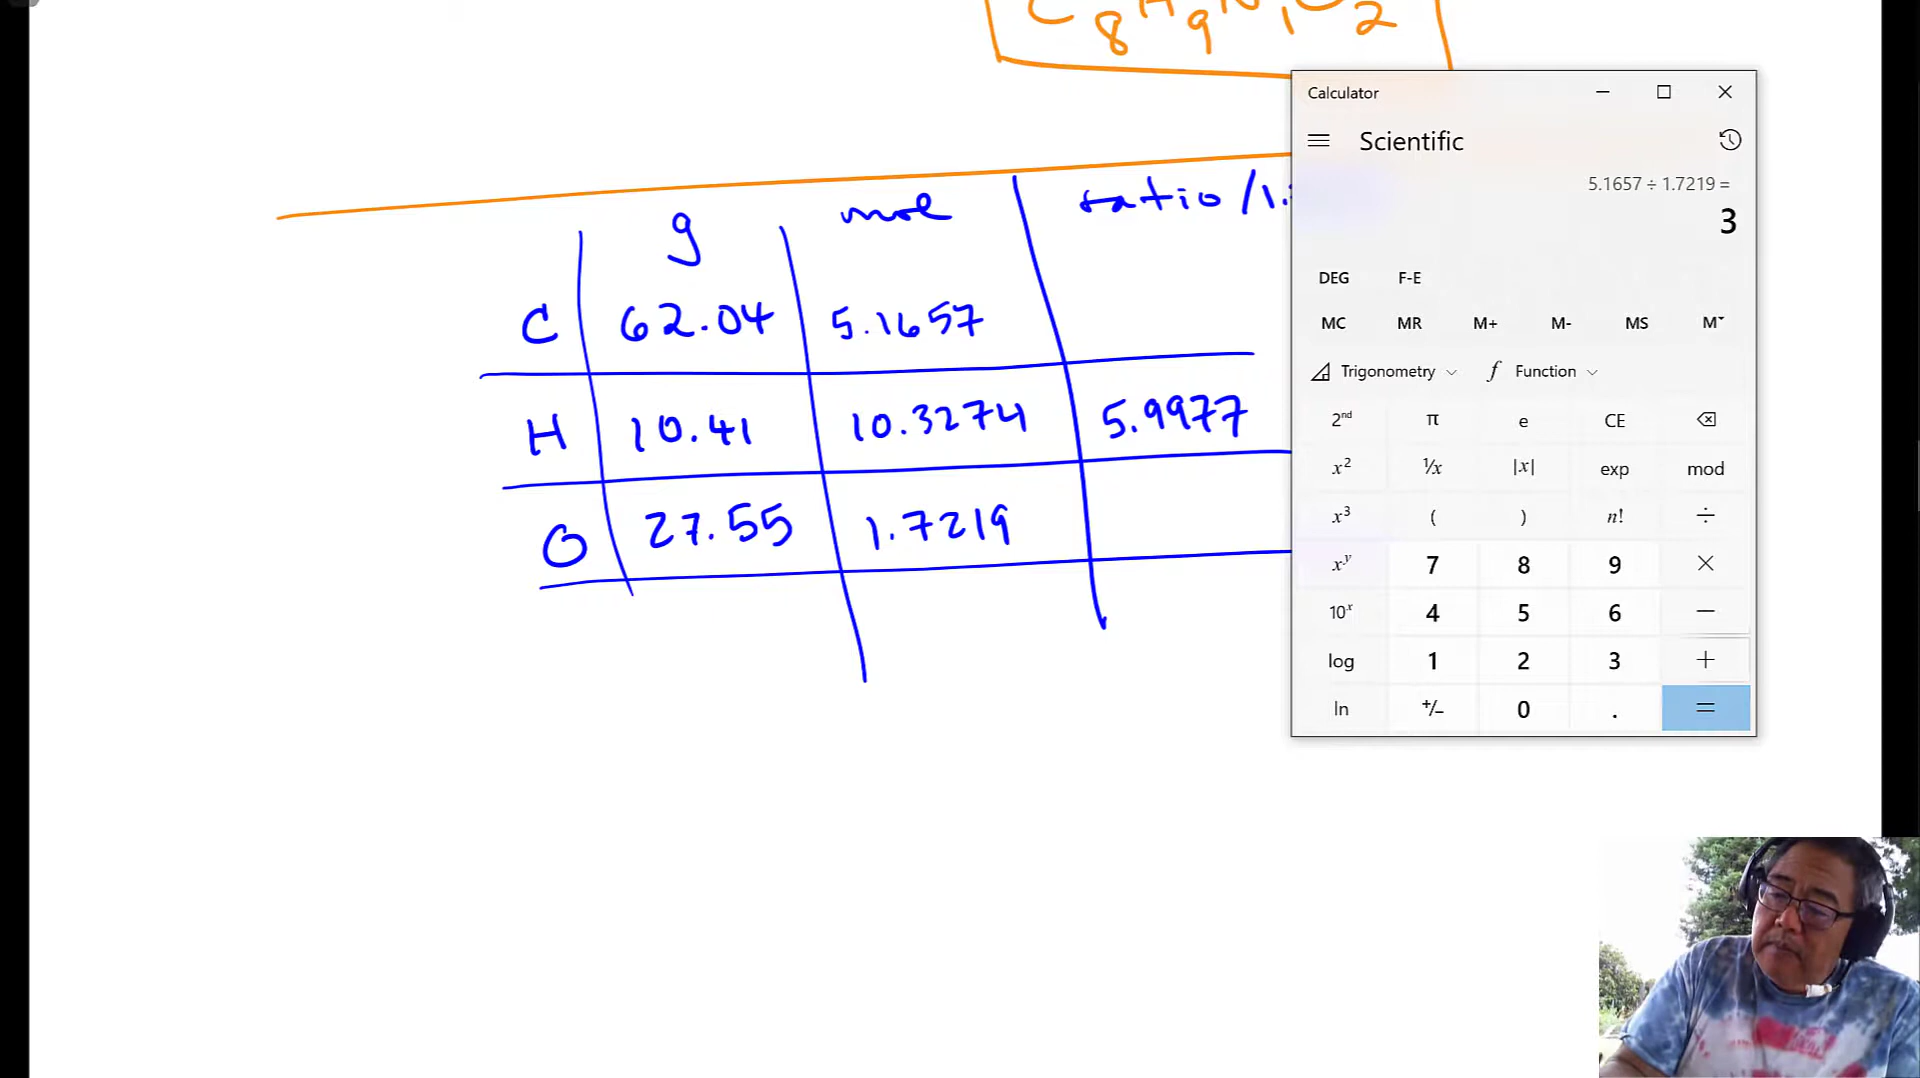 C8H9N1O2
g mol ratio /1.
C 62.04 5.1657
H 10.41 10.3274 5.9977
O 27.55 1.7219
Calculator
Scientific
5.1657 ÷ 1.7219 =
3
DEG F-E
MC MR M+ M- MS M˅
Trigonometry Function
2nd π e CE
x² ¹/x |x| exp mod
x³ ( ) n! ÷
xʸ 7 8 9 ×
10ˣ 4 5 6 −
log 1 2 3 +
ln +/− 0 . =